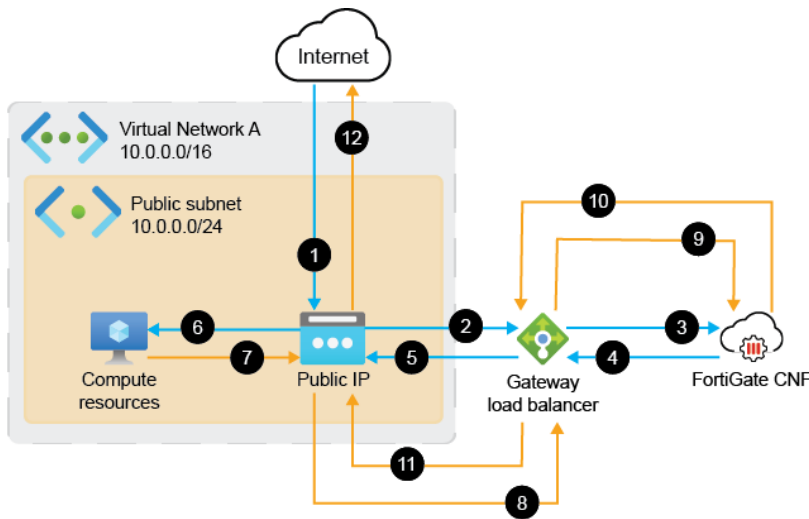 Internet
Virtual Network A
10.0.0.0/16
12
Public subnet
10.0.0.0/24
10
9
1
6
2
3
7
5
4
Compute
resources
Public IP
Gateway
load balancer
FortiGate CNF
11
8